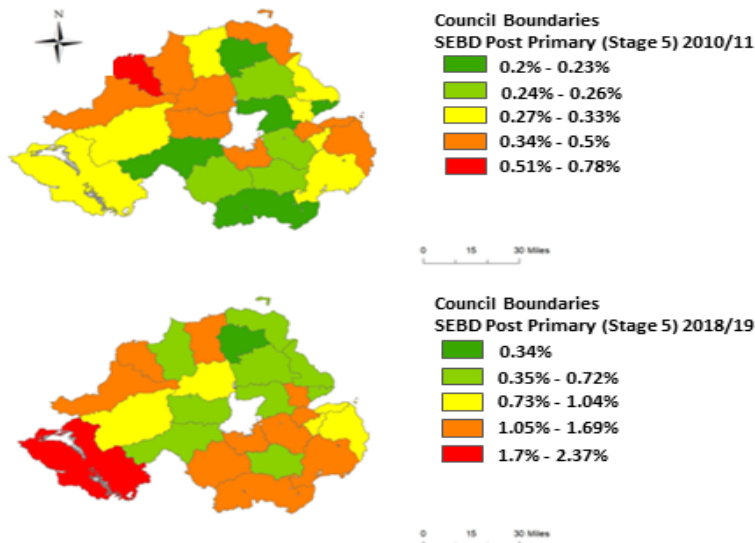 N
Council Boundaries
SEBD Post Primary (Stage 5) 2010/11
0.2% - 0.23%
0.24% - 0.26%
0.27% - 0.33%
0.34% - 0.5%
0.51% - 0.78%
0 15 30 Miles
Council Boundaries
SEBD Post Primary (Stage 5) 2018/19
0.34%
0.35% - 0.72%
0.73% - 1.04%
1.05% - 1.69%
1.7% - 2.37%
0 15 30 Miles